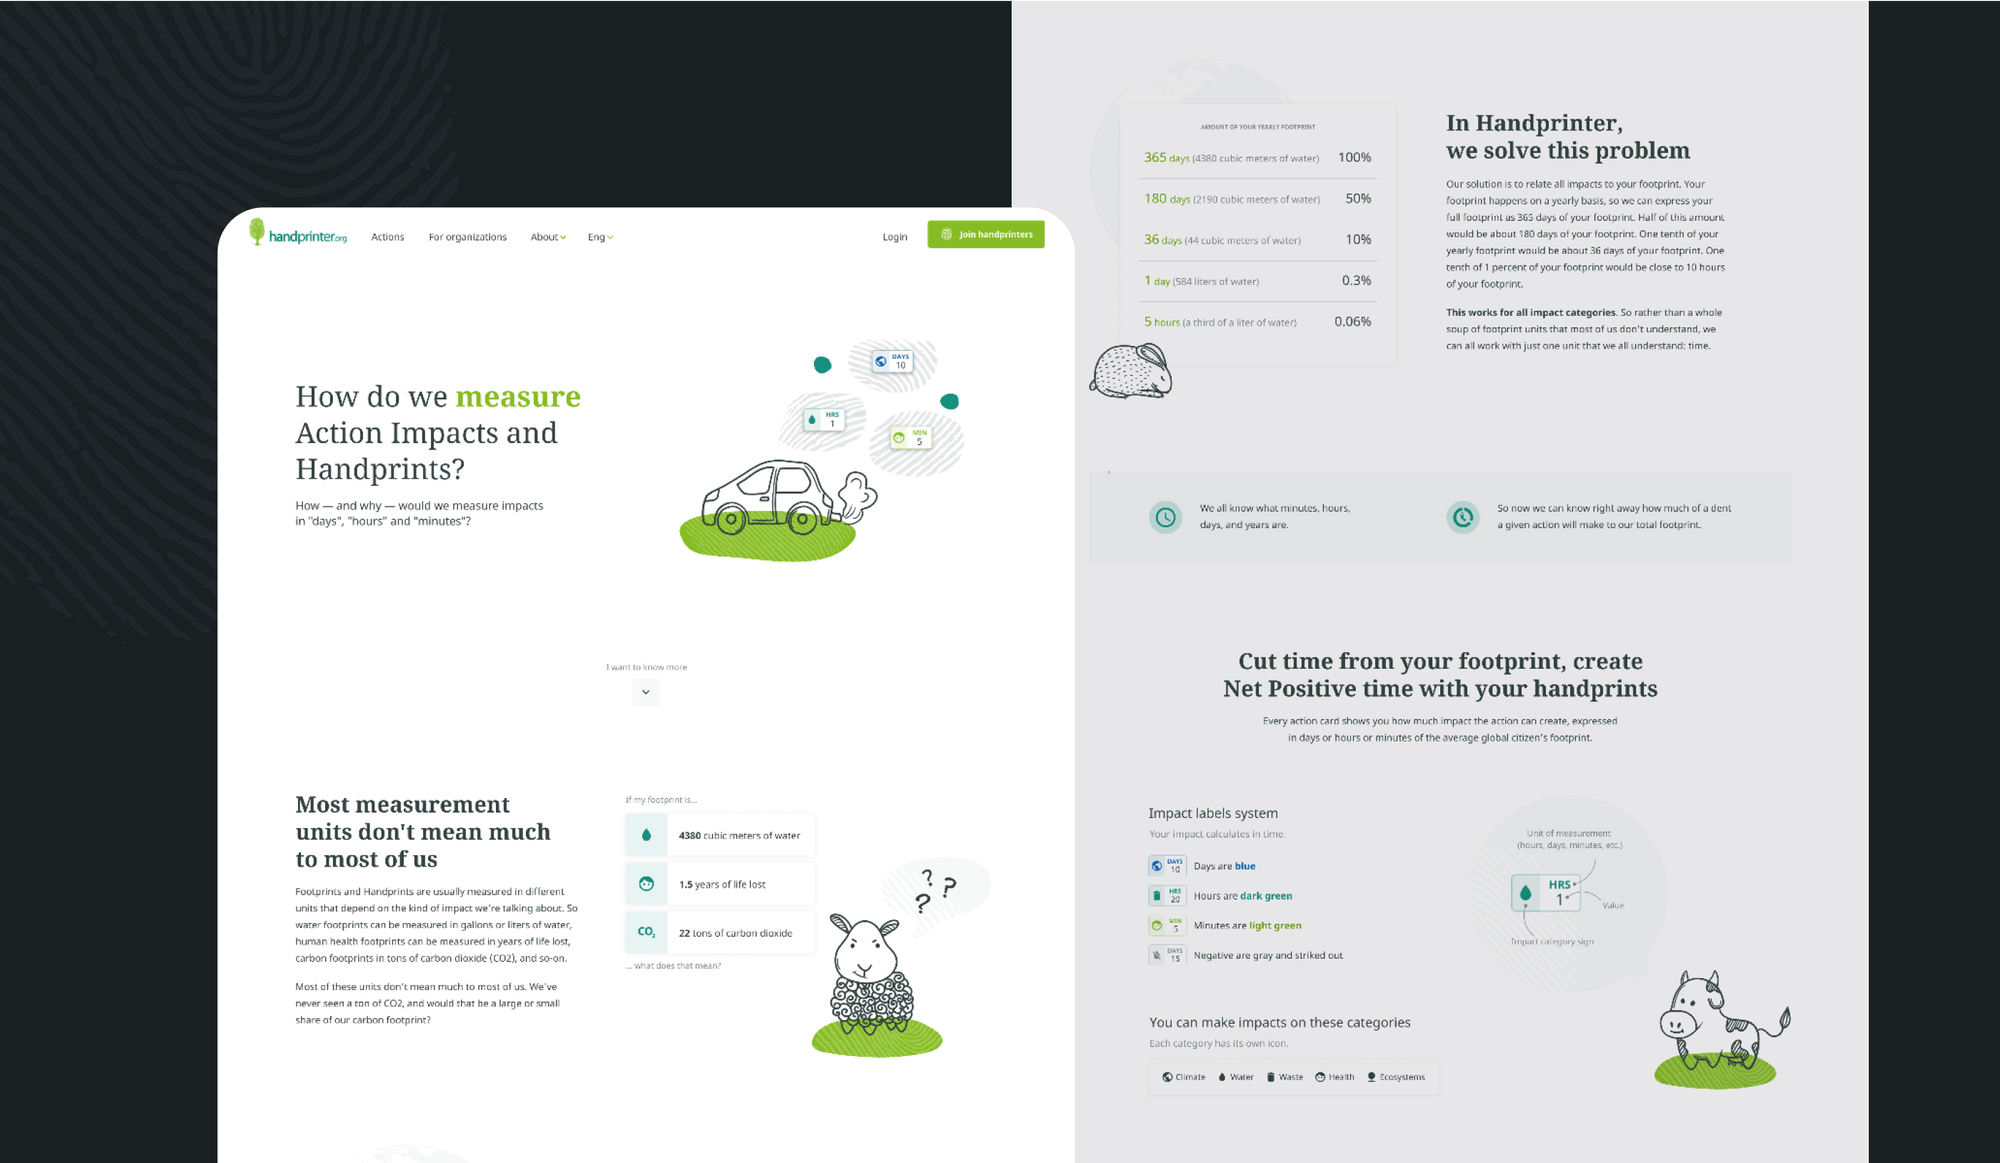 handprinter.org
Actions
For organizations
About
Eng
Login
Join handprinters
How do we measure
Action Impacts and
Handprints?
How — and why — would we measure impacts
in "days", "hours" and "minutes"?
DAYS
10
HRS
1
MIN
5
I want to know more
Most measurement
units don't mean much
to most of us
Footprints and Handprints are usually measured in different
units that depend on the kind of impact we're talking about. So
water footprints can be measured in gallons or liters of water,
human health footprints can be measured in years of life lost,
carbon footprints in tons of carbon dioxide (CO2), and so-on.
Most of these units don't mean much to most of us. We've
never seen a ton of CO2, and would that be a large or small
share of our carbon footprint?
If my footprint is...
4380 cubic meters of water
1.5 years of life lost
CO₂
22 tons of carbon dioxide
... what does that mean?
? ?
?
AMOUNT OF YOUR YEARLY FOOTPRINT
365 days (4380 cubic meters of water) 100%
180 days (2190 cubic meters of water) 50%
36 days (44 cubic meters of water) 10%
1 day (584 liters of water) 0.3%
5 hours (a third of a liter of water) 0.06%
In Handprinter,
we solve this problem
Our solution is to relate all impacts to your footprint. Your
footprint happens on a yearly basis, so we can express your
full footprint as 365 days of your footprint. Half of this amount
would be about 180 days of your footprint. One tenth of your
yearly footprint would be about 36 days of your footprint. One
tenth of 1 percent of your footprint would be close to 10 hours
of your footprint.
This works for all impact categories. So rather than a whole
soup of footprint units that most of us don't understand, we
can all work with just one unit that we all understand: time.
We all know what minutes, hours,
days, and years are.
So now we can know right away how much of a dent
a given action will make to our total footprint.
Cut time from your footprint, create
Net Positive time with your handprints
Every action card shows you how much impact the action can create, expressed
in days or hours or minutes of the average global citizen's footprint.
Impact labels system
Your impact calculates in time.
DAYS
10
Days are blue
HRS
20
Hours are dark green
MIN
5
Minutes are light green
DAYS
15
Negative are gray and striked out
Unit of measurement
(hours, days, minutes, etc.)
HRS
1
Value
Impact category sign
You can make impacts on these categories
Each category has its own icon.
Climate
Water
Waste
Health
Ecosystems